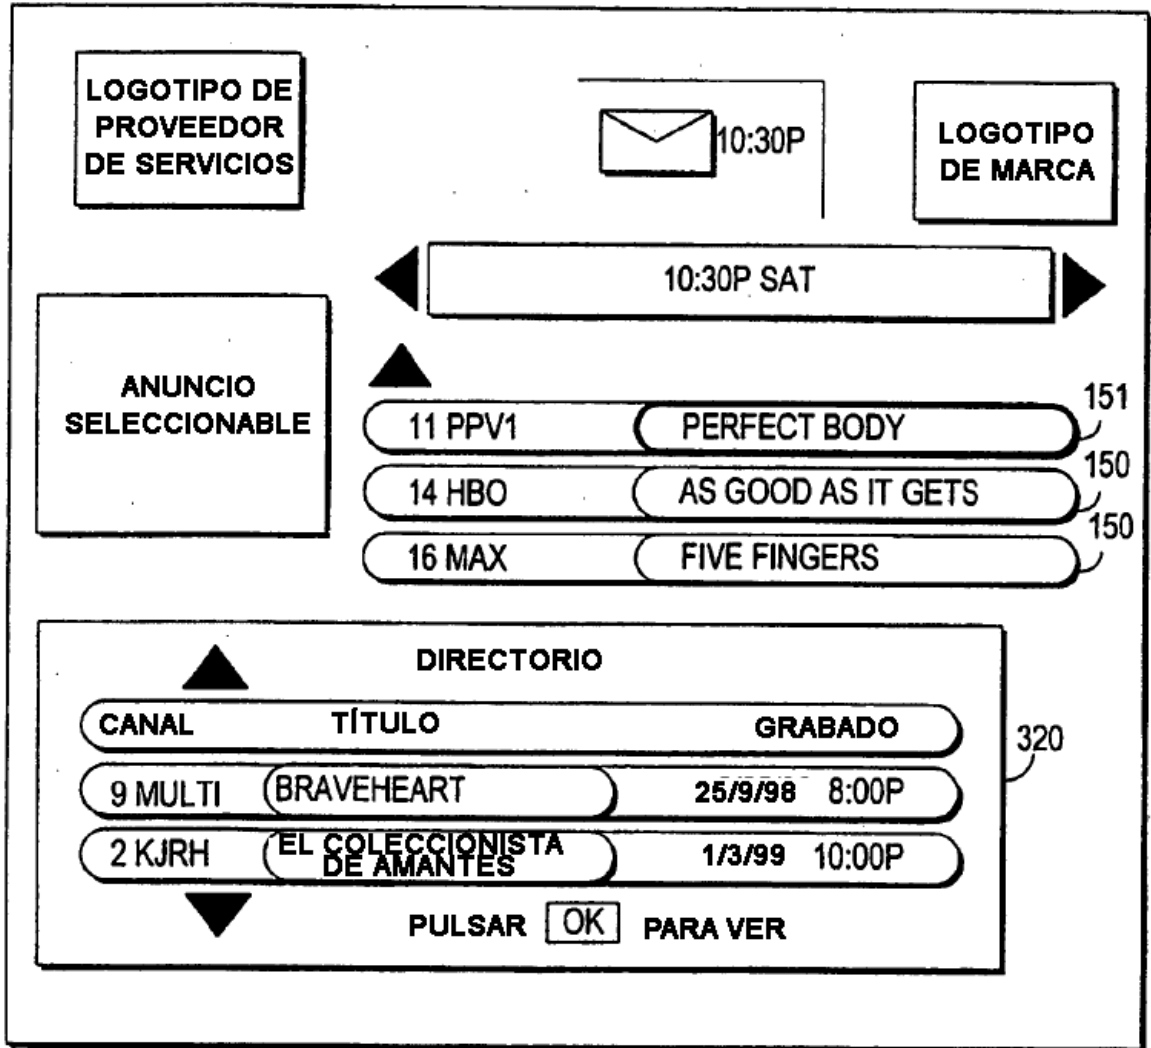 LOGOTIPO DE
PROVEEDOR
DE SERVICIOS
10:30P
LOGOTIPO
DE MARCA
10:30P SAT
ANUNCIO
SELECCIONABLE
11 PPV1 PERFECT BODY 151
14 HBO AS GOOD AS IT GETS 150
16 MAX FIVE FINGERS 150
DIRECTORIO
CANAL TÍTULO GRABADO
320
9 MULTI BRAVEHEART 25/9/98 8:00P
2 KJRH EL COLECCIONISTA
DE AMANTES 1/3/99 10:00P
PULSAR OK PARA VER